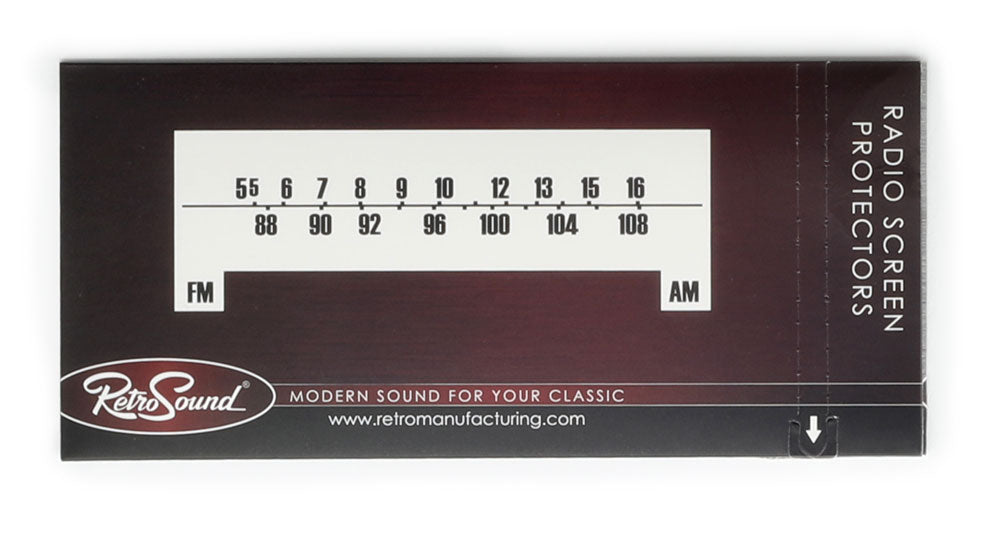 55 6 7 8 9 10 12 13 15 16
88 90 92 96 100 104 108
FM AM
RADIO SCREEN
PROTECTORS
RetroSound®
MODERN SOUND FOR YOUR CLASSIC
www.retromanufacturing.com